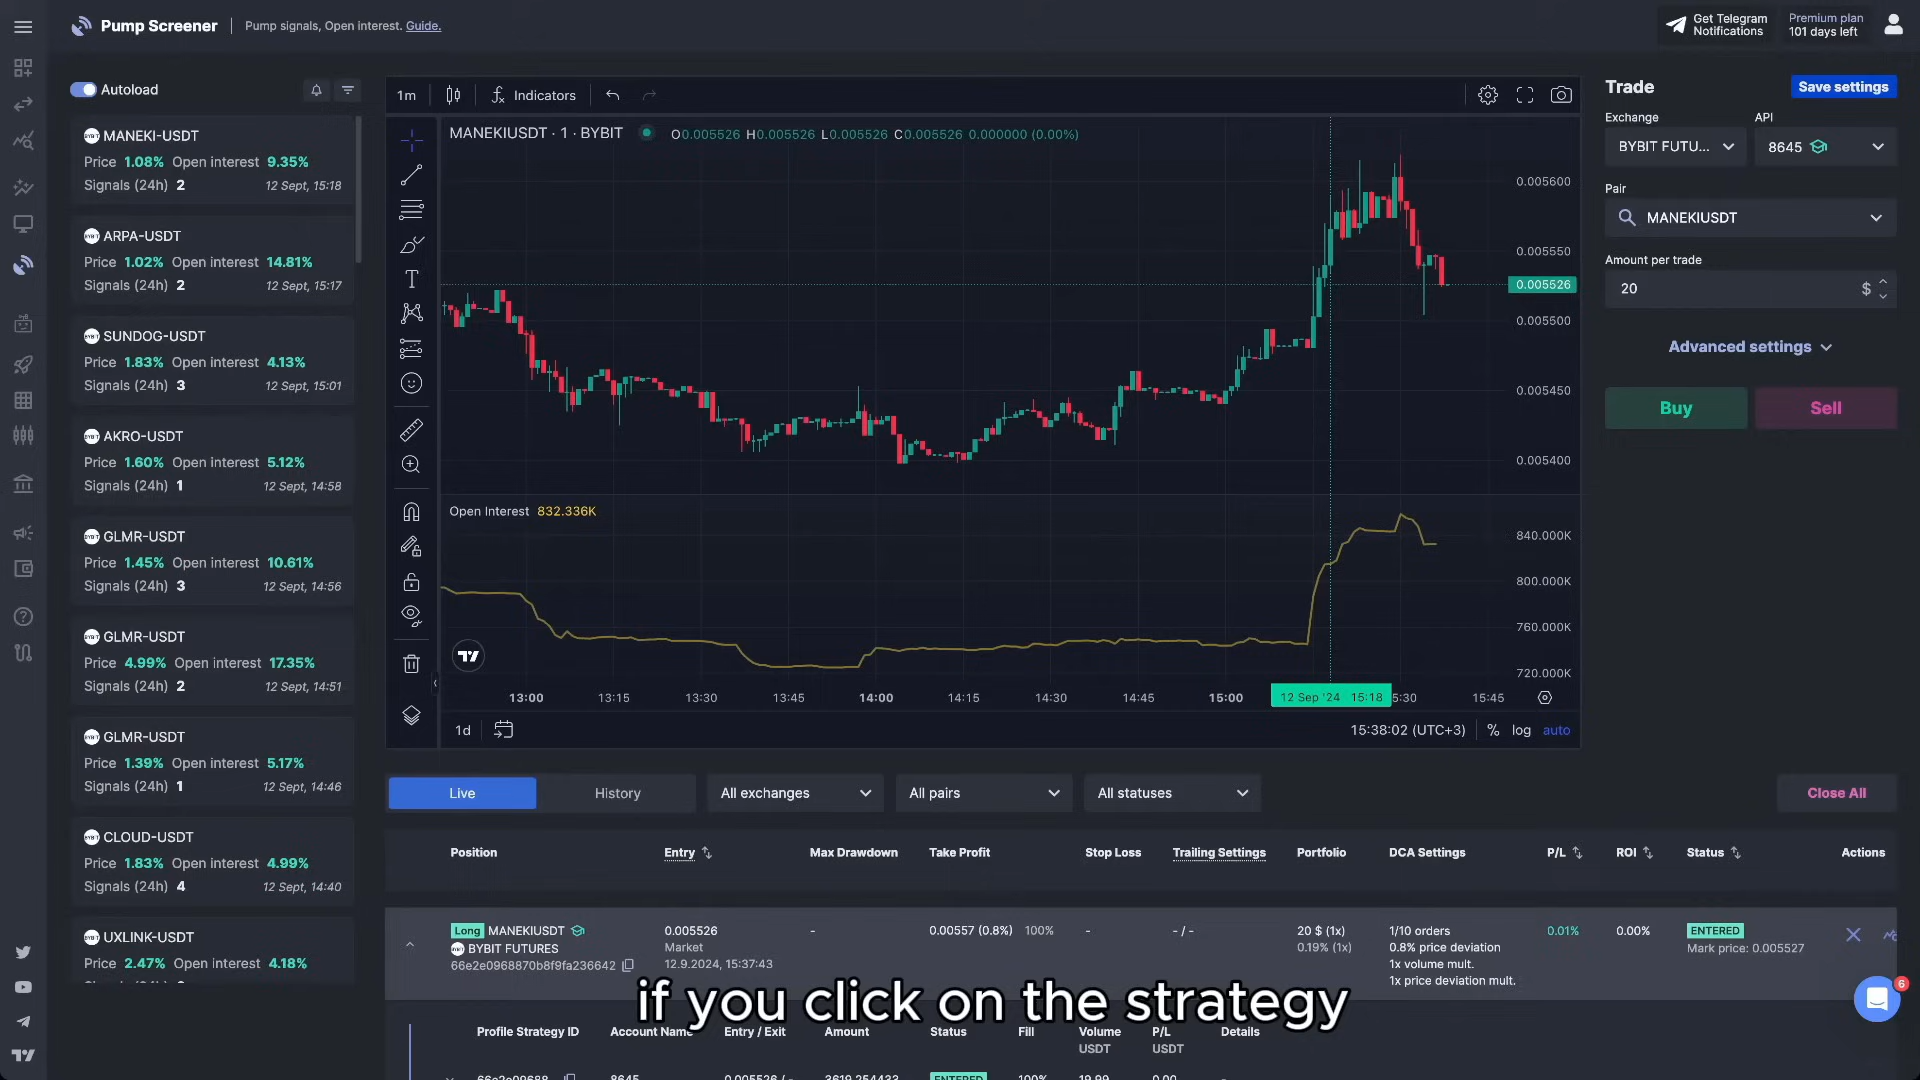 Pump Screener
Pump signals, Open interest. Guide.
Get Telegram
Notifications
Premium plan
101 days left
Autoload
MANEKI-USDT
Price 1.08% Open interest 9.35%
Signals (24h) 2 12 Sept, 15:18
ARPA-USDT
Price 1.02% Open interest 14.81%
Signals (24h) 2 12 Sept, 15:17
SUNDOG-USDT
Price 1.83% Open interest 4.13%
Signals (24h) 3 12 Sept, 15:01
AKRO-USDT
Price 1.60% Open interest 5.12%
Signals (24h) 1 12 Sept, 14:58
GLMR-USDT
Price 1.45% Open interest 10.61%
Signals (24h) 3 12 Sept, 14:56
GLMR-USDT
Price 4.99% Open interest 17.35%
Signals (24h) 2 12 Sept, 14:51
GLMR-USDT
Price 1.39% Open interest 5.17%
Signals (24h) 1 12 Sept, 14:46
CLOUD-USDT
Price 1.83% Open interest 4.99%
Signals (24h) 4 12 Sept, 14:40
UXLINK-USDT
Price 2.47% Open interest 4.18%
1m Indicators
MANEKIUSDT · 1 · BYBIT O0.005526 H0.005526 L0.005526 C0.005526 0.000000 (0.00%)
0.005600
0.005550
0.005526
0.005500
0.005450
0.005400
Open Interest 832.336K
840.000K
800.000K
760.000K
720.000K
13:00 13:15 13:30 13:45 14:00 14:15 14:30 14:45 15:00 12 Sep '24 15:18 5:30 15:45
1d 15:38:02 (UTC+3) % log auto
Trade Save settings
Exchange API
BYBIT FUTU... 8645
Pair
MANEKIUSDT
Amount per trade
20 $
Advanced settings
Buy Sell
Live History All exchanges All pairs All statuses Close All
Position Entry Max Drawdown Take Profit Stop Loss Trailing Settings Portfolio DCA Settings P/L ROI Status Actions
Long MANEKIUSDT 0.005526 - 0.00557 (0.8%) 100% - - / - 20 $ (1x) 1/10 orders 0.01% 0.00% ENTERED
BYBIT FUTURES Market 0.19% (1x) 0.8% price deviation Mark price: 0.005527
66e2e0968870b8f9fa236642 12.9.2024, 15:37:43 1x volume mult.
1x price deviation mult.
6
if you click on the strategy
Profile Strategy ID Account Name Entry / Exit Amount Status Fill Volume P/L Details
USDT USDT
66e2e09688 8645 0.005526 / - 3619.254433 ENTERED 100% 19.99 0.00 -